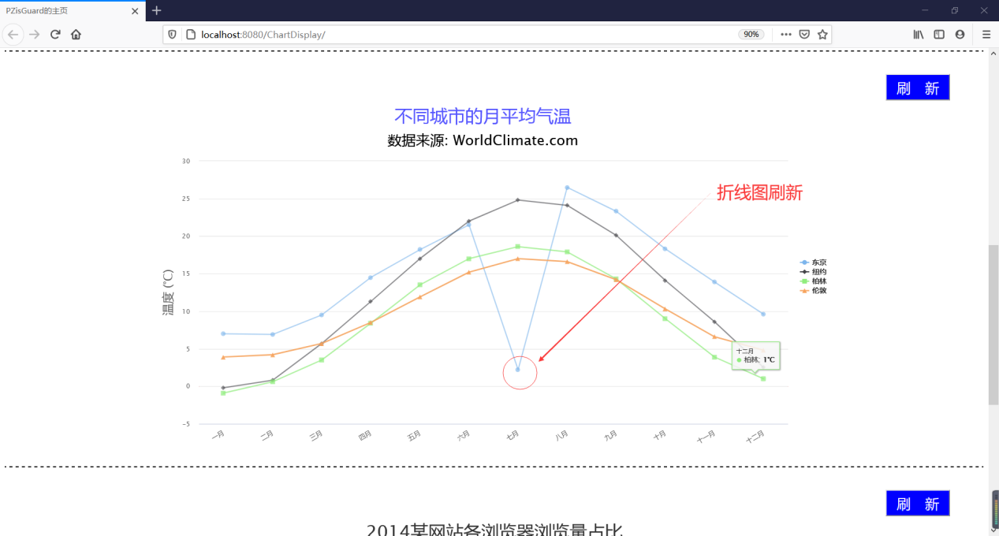 PZisGuard的主页
localhost:8080/ChartDisplay/
90%
刷 新
不同城市的月平均气温
数据来源: WorldClimate.com
折线图刷新
温度 (℃)
30
25
20
15
10
5
0
-5
一月
二月
三月
四月
五月
六月
七月
八月
九月
十月
十一月
十二月
东京
纽约
柏林
伦敦
十二月
柏林: 1℃
刷 新
2014某网站各浏览器浏览量占比